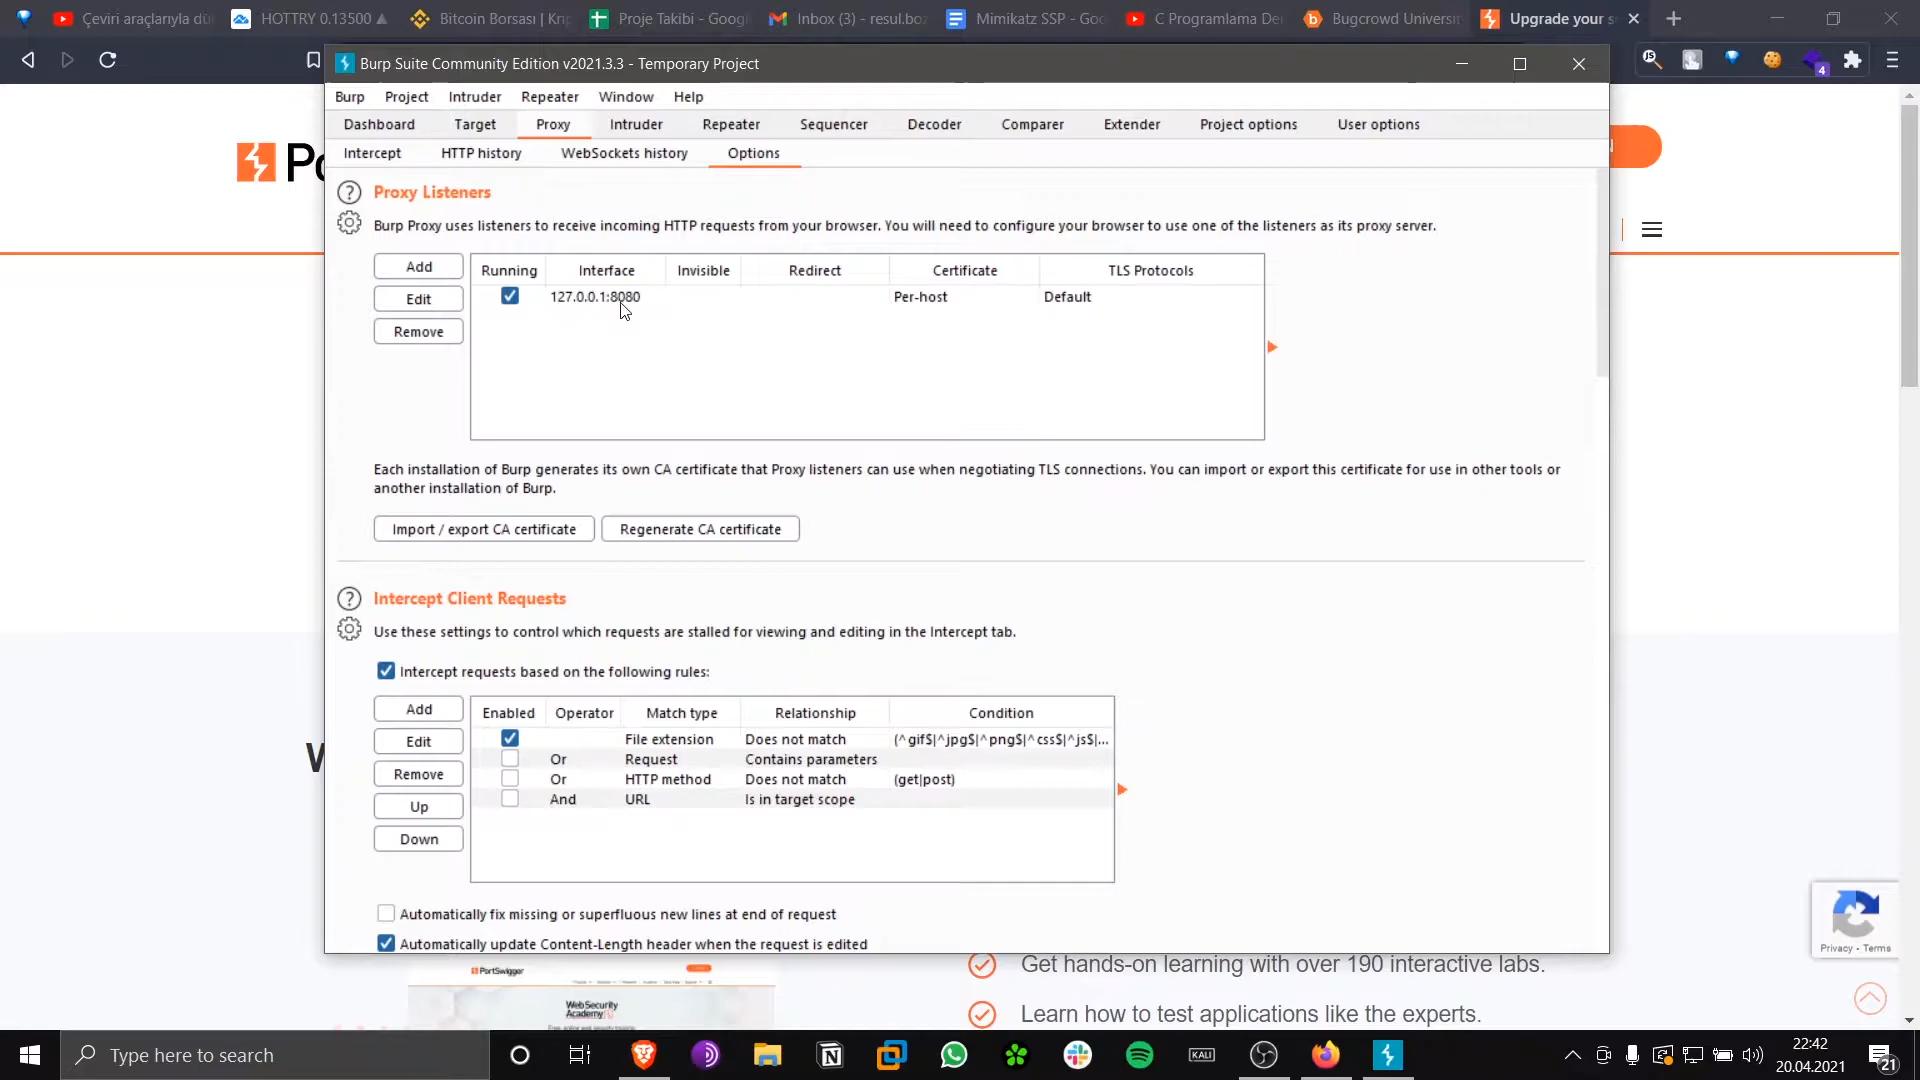 Çeviri araçlarıyla dü
HOTTRY 0.13500
Bitcoin Borsası | Krip
Proje Takibi - Googl
Inbox (3) - resul.boz
Mimikatz SSP - Goo
C Programlama De
Bugcrowd Universi
Upgrade your s
4
Burp Suite Community Edition v2021.3.3 - Temporary Project
Burp Project Intruder Repeater Window Help
Dashboard Target Proxy Intruder Repeater Sequencer Decoder Comparer Extender Project options User options
Intercept HTTP history WebSockets history Options
Proxy Listeners
Burp Proxy uses listeners to receive incoming HTTP requests from your browser. You will need to configure your browser to use one of the listeners as its proxy server.
Add
Edit
Remove
Running Interface Invisible Redirect Certificate TLS Protocols
127.0.0.1:8080 Per-host Default
Each installation of Burp generates its own CA certificate that Proxy listeners can use when negotiating TLS connections. You can import or export this certificate for use in other tools or
another installation of Burp.
Import / export CA certificate Regenerate CA certificate
Intercept Client Requests
Use these settings to control which requests are stalled for viewing and editing in the Intercept tab.
Intercept requests based on the following rules:
Add
Edit
Remove
Up
Down
Enabled Operator Match type Relationship Condition
File extension Does not match (^gif$|^jpg$|^png$|^css$|^js$|...
Or Request Contains parameters
Or HTTP method Does not match (get|post)
And URL Is in target scope
Automatically fix missing or superfluous new lines at end of request
Automatically update Content-Length header when the request is edited
PortSwigger
WebSecurity
Academy
Get hands-on learning with over 190 interactive labs.
Learn how to test applications like the experts.
Privacy - Terms
Type here to search
KALI
22:42
20.04.2021
21